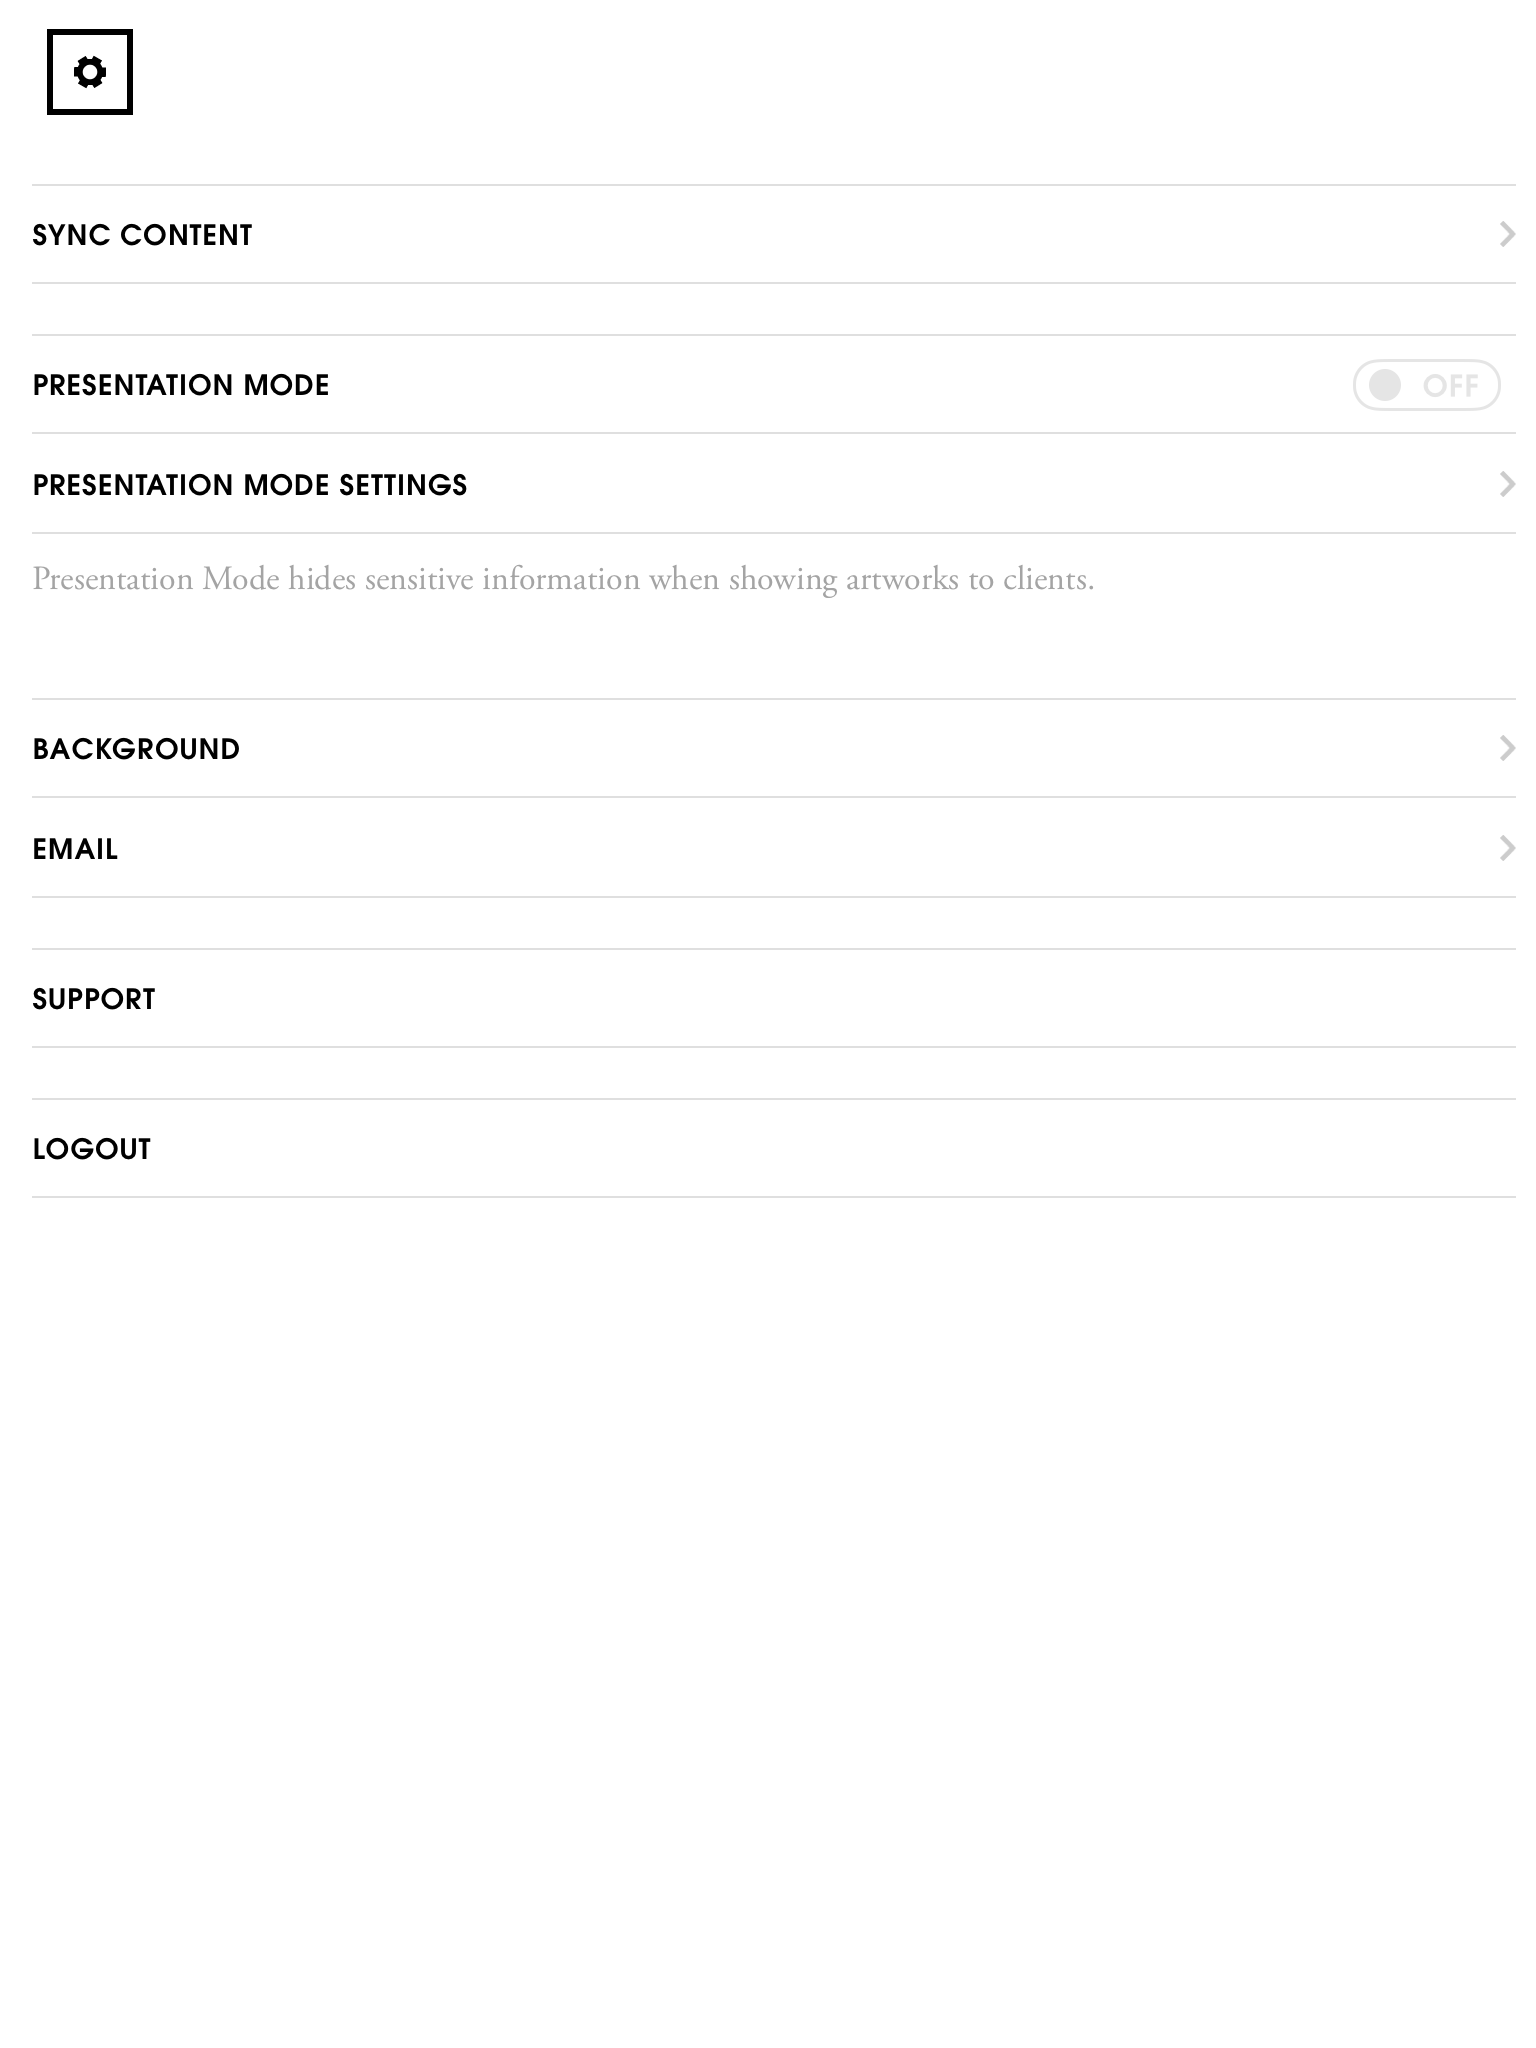 SYNC CONTENT
PRESENTATION MODE
OFF
PRESENTATION MODE SETTINGS
Presentation Mode hides sensitive information when showing artworks to clients.
BACKGROUND
EMAIL
SUPPORT
LOGOUT